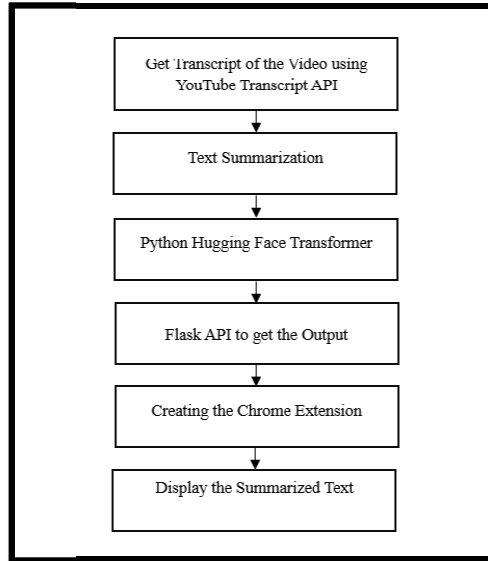 Get Transcript of the Video using
YouTube Transcript API
Text Summarization
Python Hugging Face Transformer
Flask API to get the Output
Creating the Chrome Extension
Display the Summarized Text